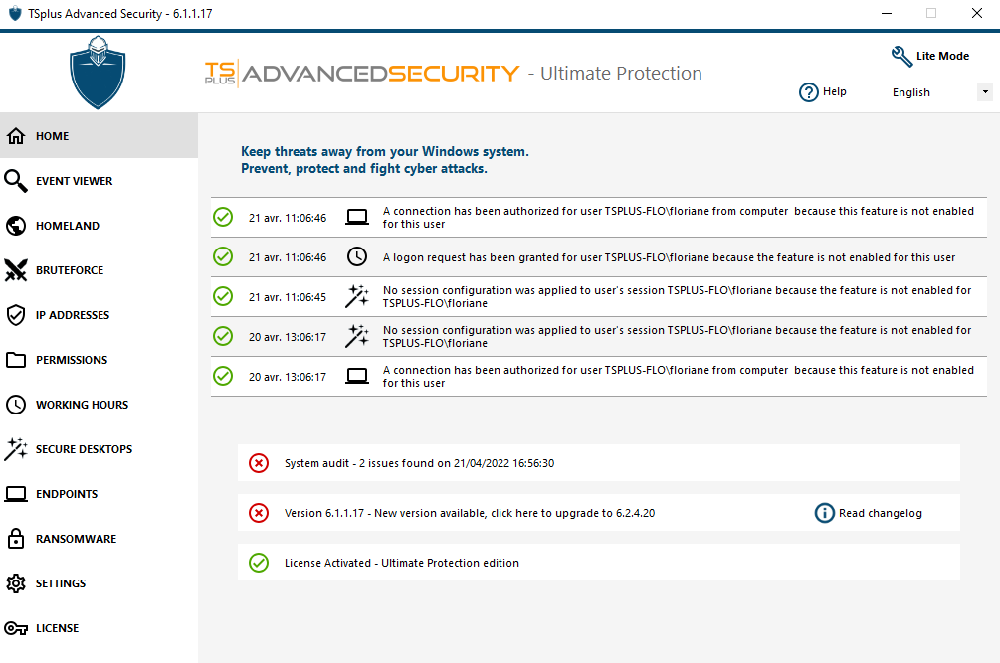 TSplus Advanced Security - 6.1.1.17
TS PLUS ADVANCEDSECURITY - Ultimate Protection
Lite Mode
Help
English
HOME
EVENT VIEWER
HOMELAND
BRUTEFORCE
IP ADDRESSES
PERMISSIONS
WORKING HOURS
SECURE DESKTOPS
ENDPOINTS
RANSOMWARE
SETTINGS
LICENSE
Keep threats away from your Windows system.
Prevent, protect and fight cyber attacks.
21 avr. 11:06:46 A connection has been authorized for user TSPLUS-FLO\floriane from computer  because this feature is not enabled
for this user
21 avr. 11:06:46 A logon request has been granted for user TSPLUS-FLO\floriane because the feature is not enabled for this user
21 avr. 11:06:45 No session configuration was applied to user's session TSPLUS-FLO\floriane because the feature is not enabled for
TSPLUS-FLO\floriane
20 avr. 13:06:17 No session configuration was applied to user's session TSPLUS-FLO\floriane because the feature is not enabled for
TSPLUS-FLO\floriane
20 avr. 13:06:17 A connection has been authorized for user TSPLUS-FLO\floriane from computer  because this feature is not enabled
for this user
System audit - 2 issues found on 21/04/2022 16:56:30
Version 6.1.1.17 - New version available, click here to upgrade to 6.2.4.20
Read changelog
License Activated - Ultimate Protection edition